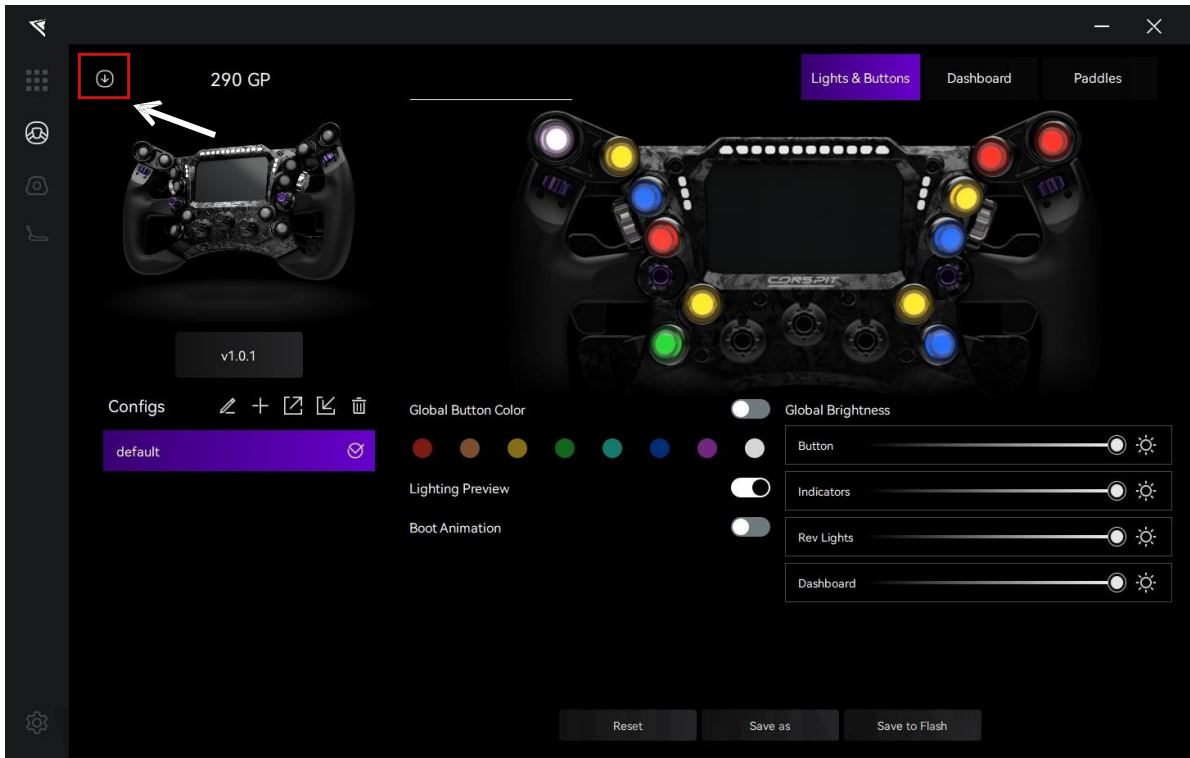 290 GP
Lights & Buttons
Dashboard
Paddles
CORSPIT
v1.0.1
Configs
default
Global Button Color
Lighting Preview
Boot Animation
Global Brightness
Button
Indicators
Rev Lights
Dashboard
Reset
Save as
Save to Flash